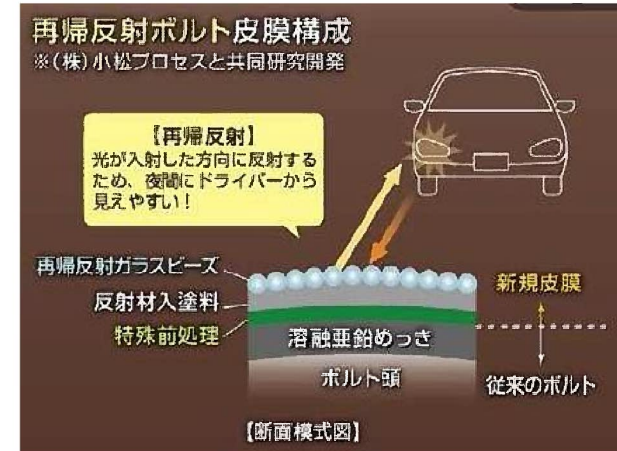 再帰反射ボルト皮膜構成
※(株)小松プロセスと共同研究開発
【再帰反射】
光が入射した方向に反射する
ため、夜間にドライバーから
見えやすい!
再帰反射ガラスビーズ
反射材入塗料
特殊前処理
溶融亜鉛めっき
ボルト頭
新規皮膜
従来のボルト
【断面模式図】